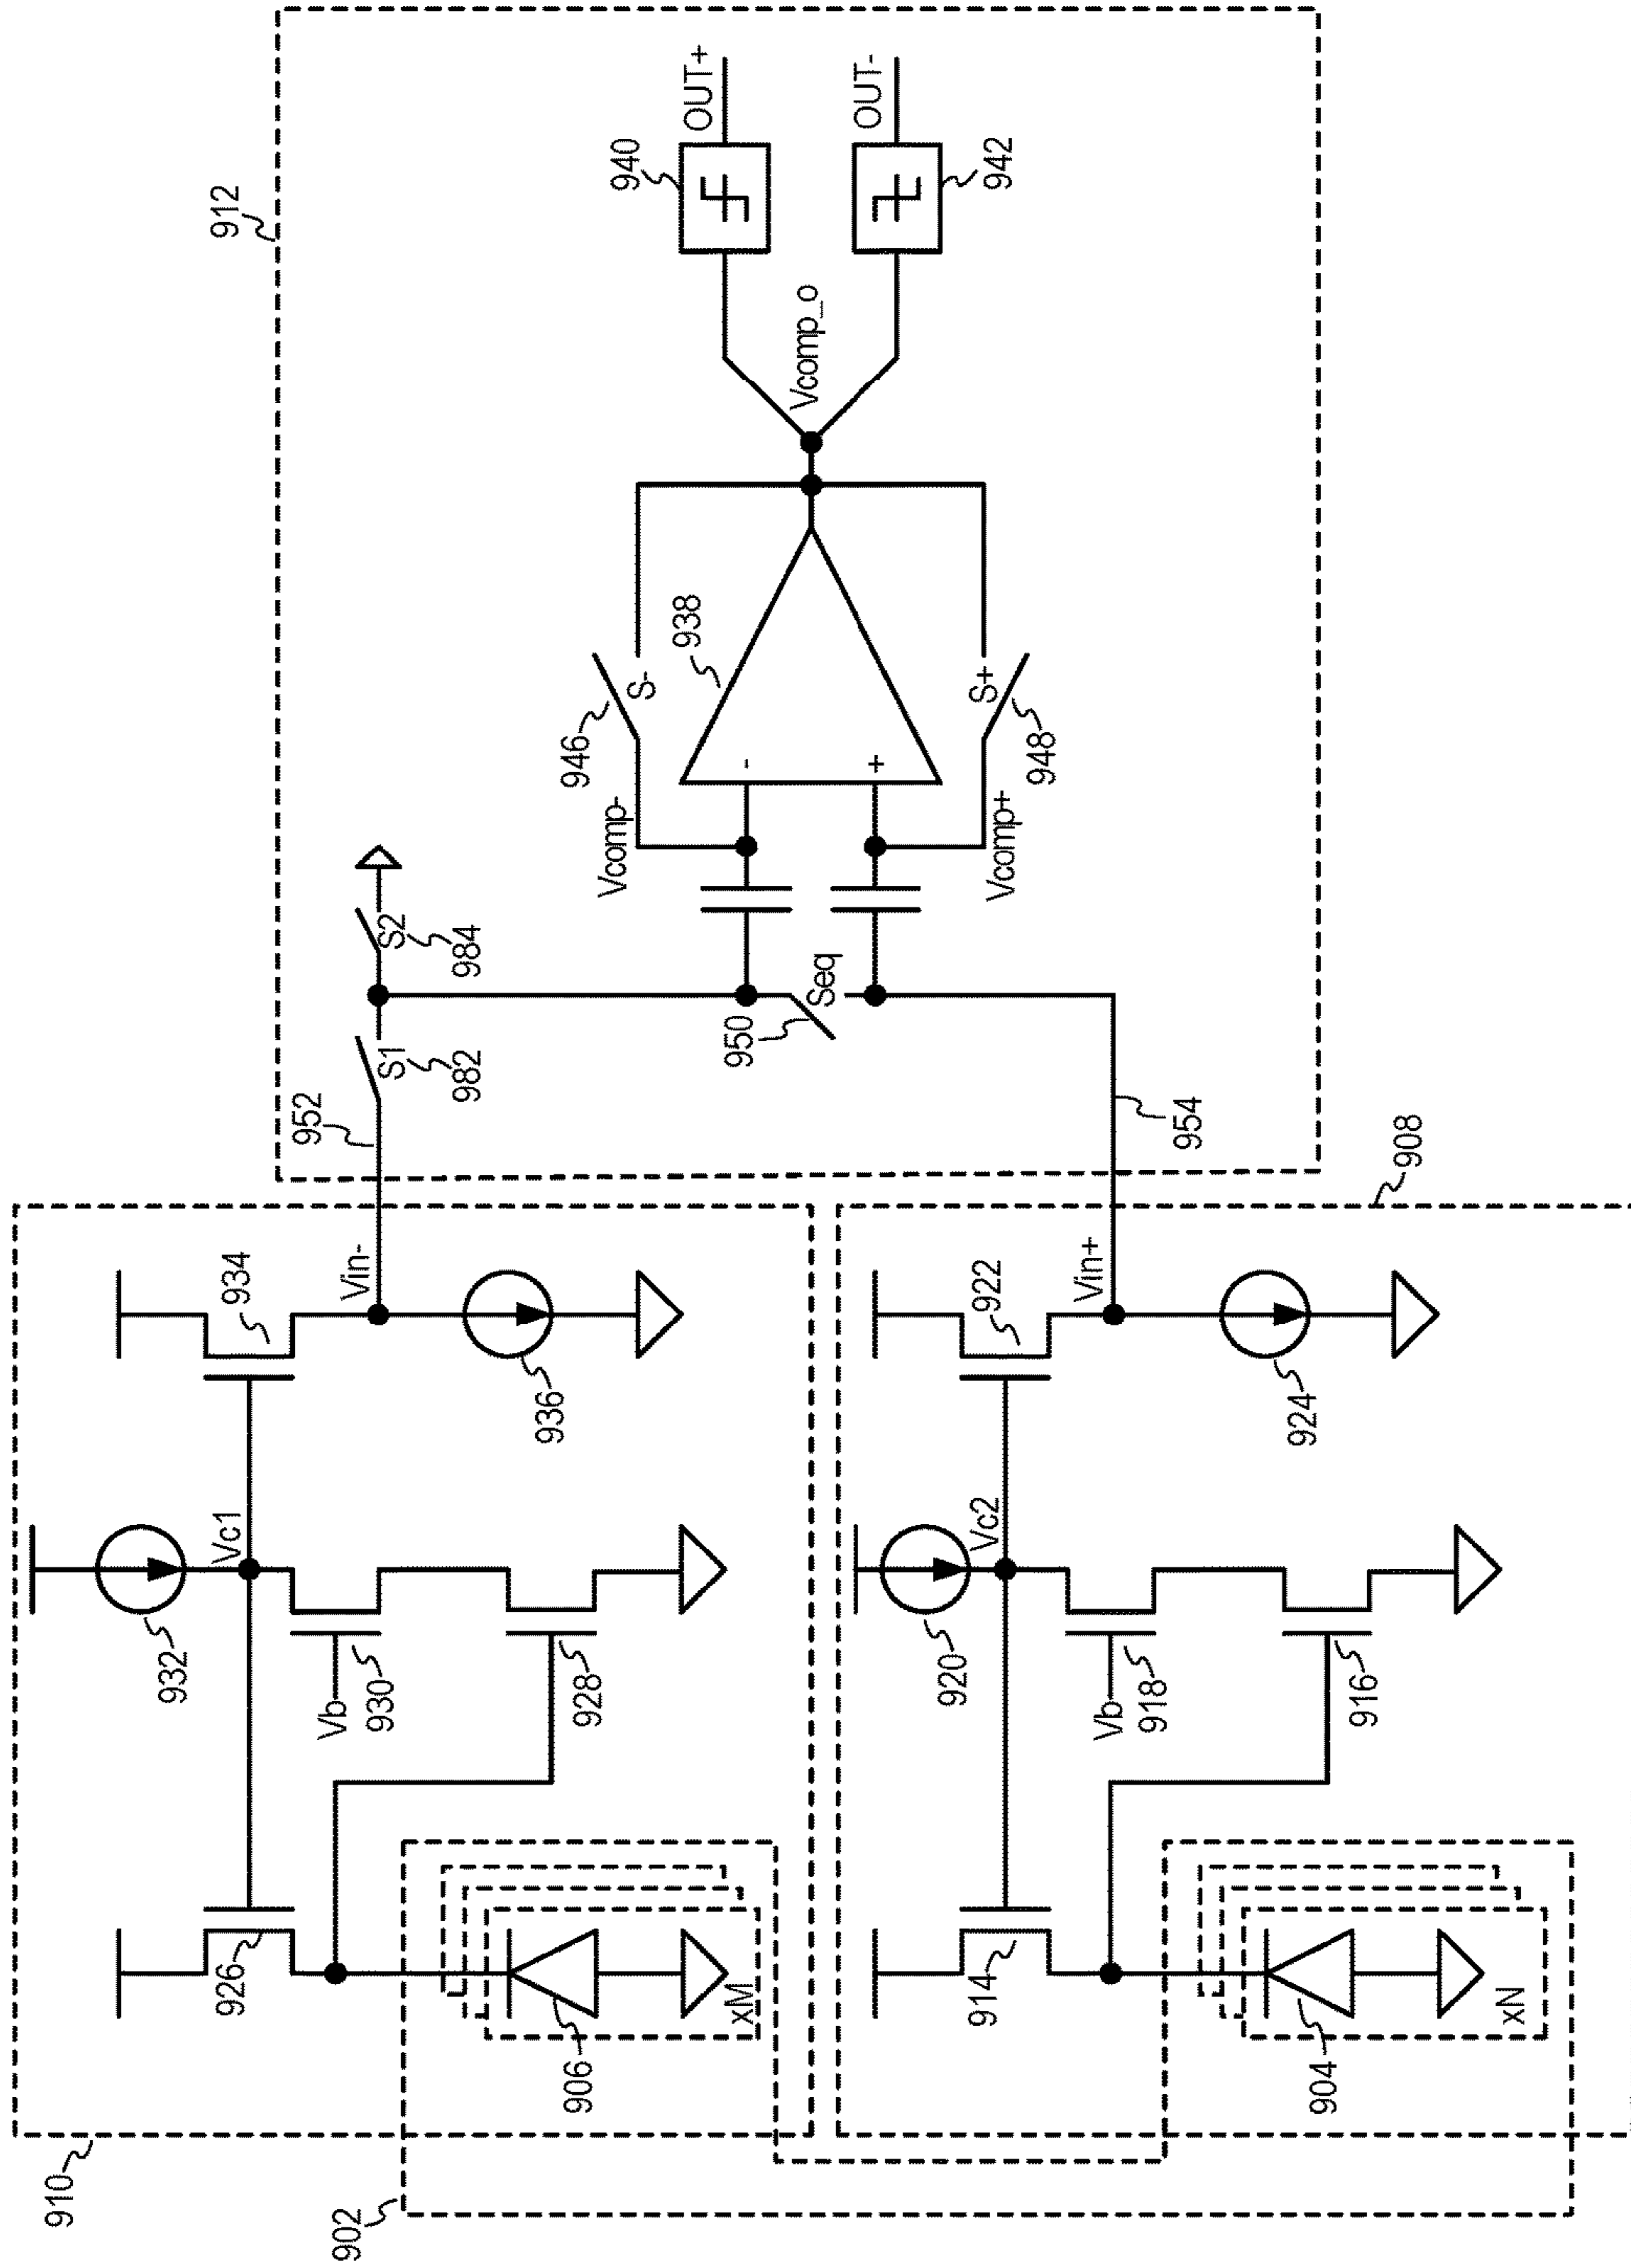 910
902
932
Vc1
926
Vb
930
928
906
xM
934
Vin-
936
952
908
920
Vc2
914
Vb
918
916
904
xN
922
Vin+
924
954
912
S1
982
S2
984
950
Seq
Vcomp-
Vcomp+
946
S-
938
-
+
S+
948
Vcomp_o
940
OUT+
942
OUT-